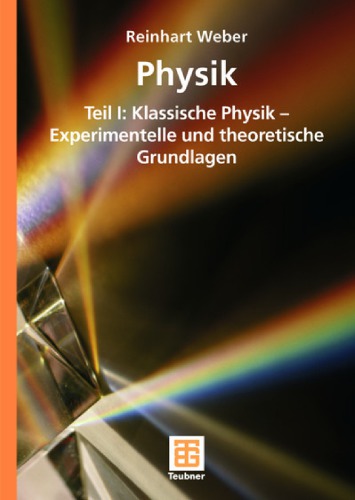 Reinhart Weber
Physik
Teil I: Klassische Physik –
Experimentelle und theoretische
Grundlagen
Teubner